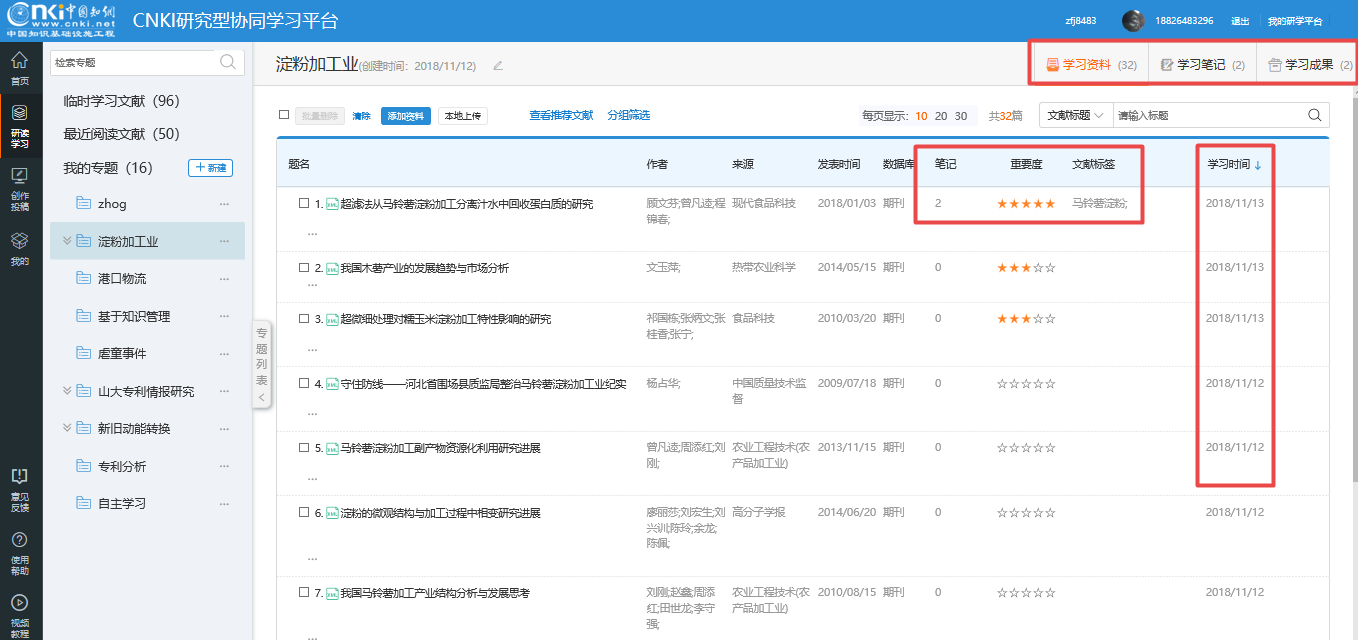 cnki中国知网
www.cnki.net
中国知识基础设施工程
CNKI研究型协同学习平台
zfj8483
18826483296
退出
我的研学平台
首页
研读
学习
创作
投稿
我的
意见
反馈
使用
帮助
视频
教程
检索专题
临时学习文献（96）
最近阅读文献（50）
我的专题（16）
+ 新建
zhog ...
淀粉加工业 ...
港口物流 ...
基于知识管理 ...
虐童事件 ...
山大专利情报研究 ...
新旧动能转换 ...
专利分析 ...
自主学习 ...
专
题
列
表
<
淀粉加工业(创建时间：2018/11/12)
学习资料 (32)
学习笔记 (2)
学习成果 (2)
批量删除 清除 添加资料 本地上传
查看推荐文献 分组筛选
每页显示: 10 20 30 共32篇
文献标题
请输入标题
题名 作者 来源 发表时间 数据库 笔记 重要度 文献标签 学习时间↓
1. XML 超滤法从马铃薯淀粉加工分离汁水中回收蛋白质的研究 顾文芬;曾凡逵;程 现代食品科技 2018/01/03 期刊 2 ★★★★★ 马铃薯淀粉; 2018/11/13
锦春;
...
2. XML 我国木薯产业的发展趋势与市场分析 文玉萍; 热带农业科学 2014/05/15 期刊 0 ★★★☆☆ 2018/11/13
...
3. XML 超微细处理对糯玉米淀粉加工特性影响的研究 祁国栋;张炳文;张 食品科技 2010/03/20 期刊 0 ★★★☆☆ 2018/11/13
桂香;张宁;
...
4. XML 守住防线——河北省围场县质监局整治马铃薯淀粉加工业纪实 杨占华; 中国质量技术监 2009/07/18 期刊 0 ☆☆☆☆☆ 2018/11/12
督
...
5. XML 马铃薯淀粉加工副产物资源化利用研究进展 曾凡逵;周添红;刘 农业工程技术(农 2013/11/15 期刊 0 ☆☆☆☆☆ 2018/11/12
刚; 产品加工业)
...
6. XML 淀粉的微观结构与加工过程中相变研究进展 廖丽莎;刘宏生;刘 高分子学报 2014/06/20 期刊 0 ☆☆☆☆☆ 2018/11/12
兴训;陈玲;余龙;
陈佩;
...
7. XML 我国马铃薯加工产业结构分析与发展思考 刘刚;赵鑫;周添 农业工程技术(农 2010/08/15 期刊 0 ☆☆☆☆☆ 2018/11/12
红;田世龙;李守 产品加工业)
强;
...